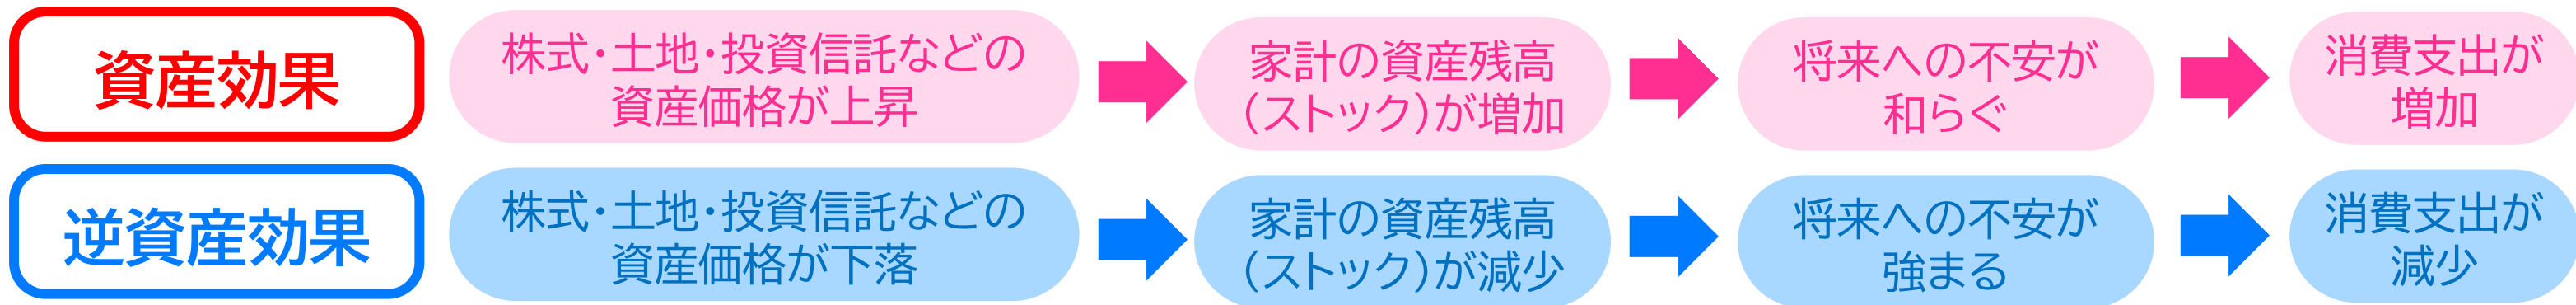 資産効果
株式・土地・投資信託などの
資産価格が上昇
家計の資産残高
(ストック)が増加
将来への不安が
和らぐ
消費支出が
増加
逆資産効果
株式・土地・投資信託などの
資産価格が下落
家計の資産残高
(ストック)が減少
将来への不安が
強まる
消費支出が
減少